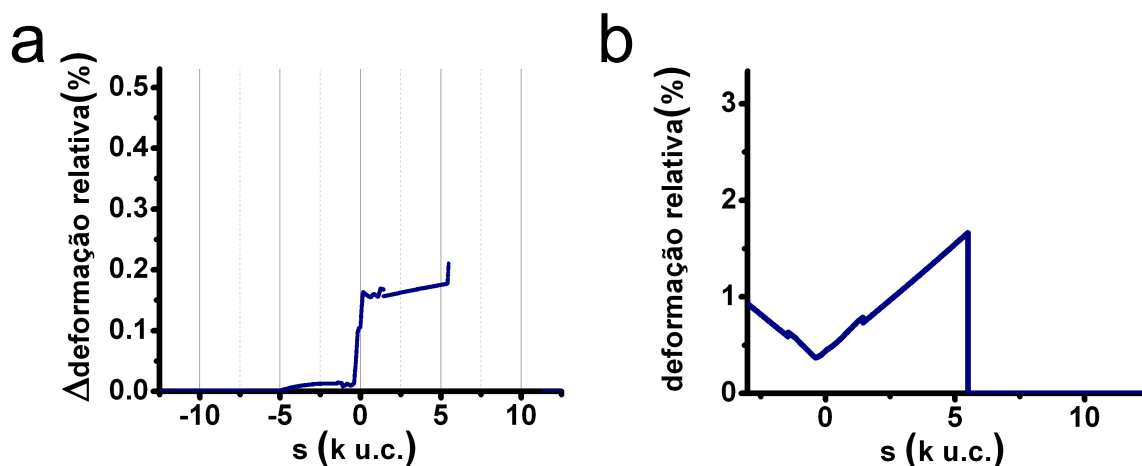 a
Δdeformação relativa(%)
0.5
0.4
0.3
0.2
0.1
0.0
-10 -5 0 5 10
s (k u.c.)
b
deformação relativa(%)
3
2
1
0
0 5 10
s (k u.c.)